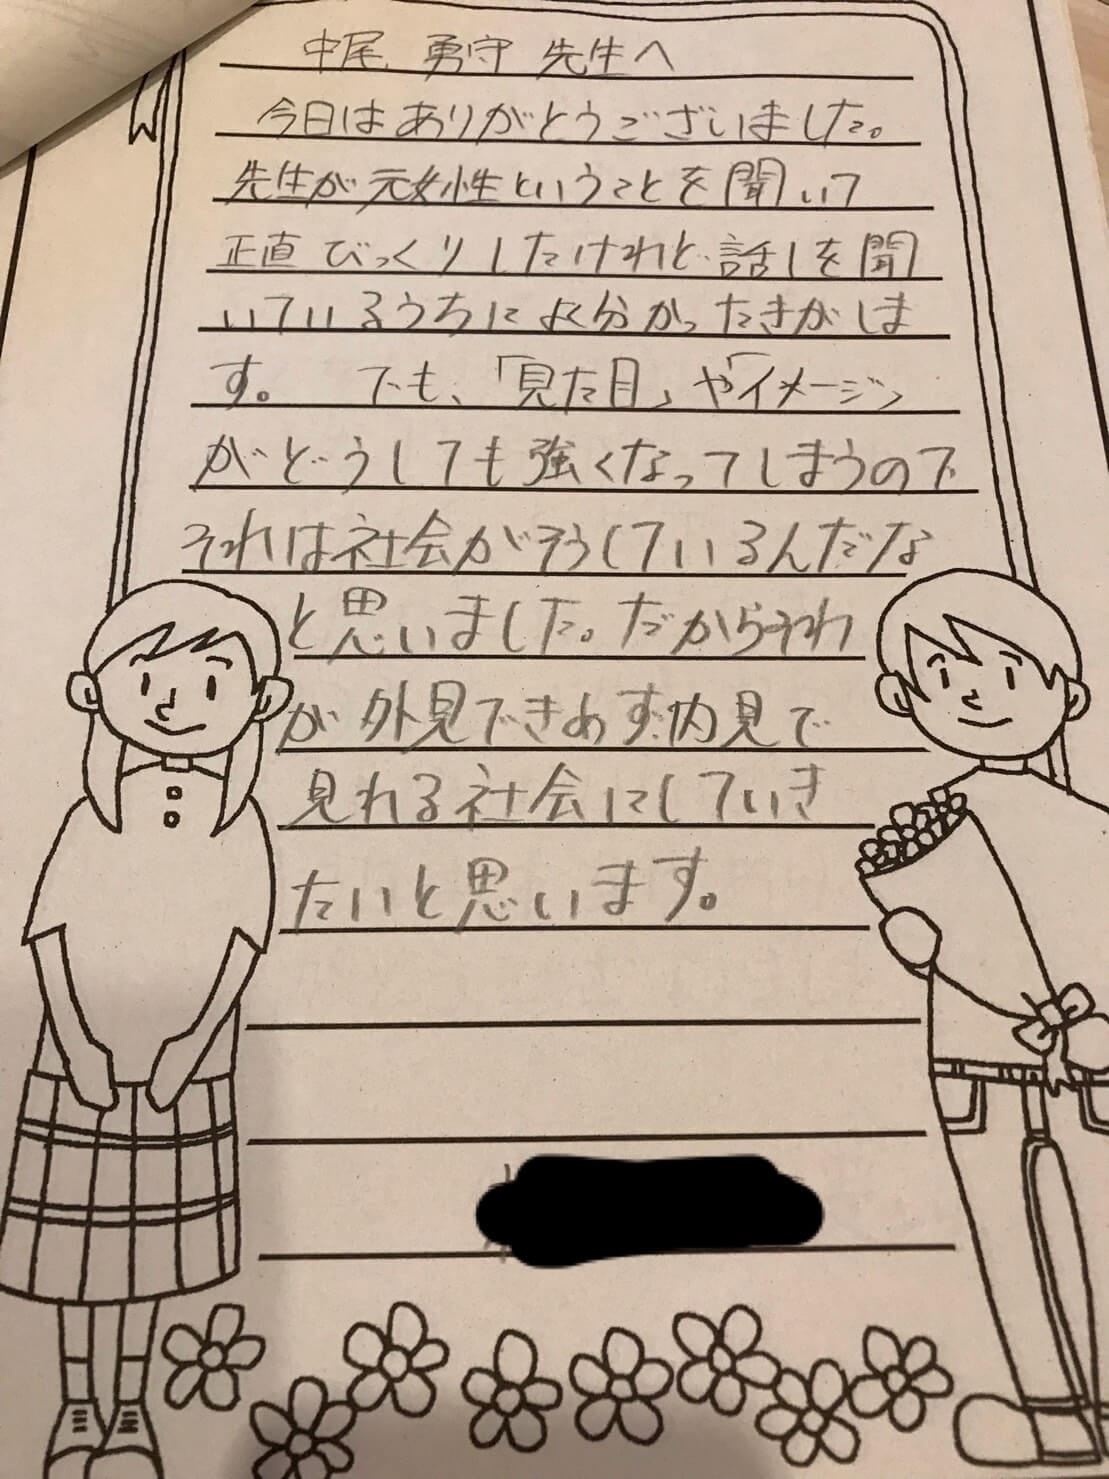 中尾 勇守 先生へ
今日はありがとうございました。
先生が元女性ということを聞いて
正直びっくりしたけれど話しを聞
いているうちによく分かったきがしま
す。 でも、「見た目」や「イメージ」
がどうしても強くなってしまうので
それは社会がそうしているんだな
と思いました。だからそれ
が外見できめず内見で
見れる社会にしていき
たいと思います。